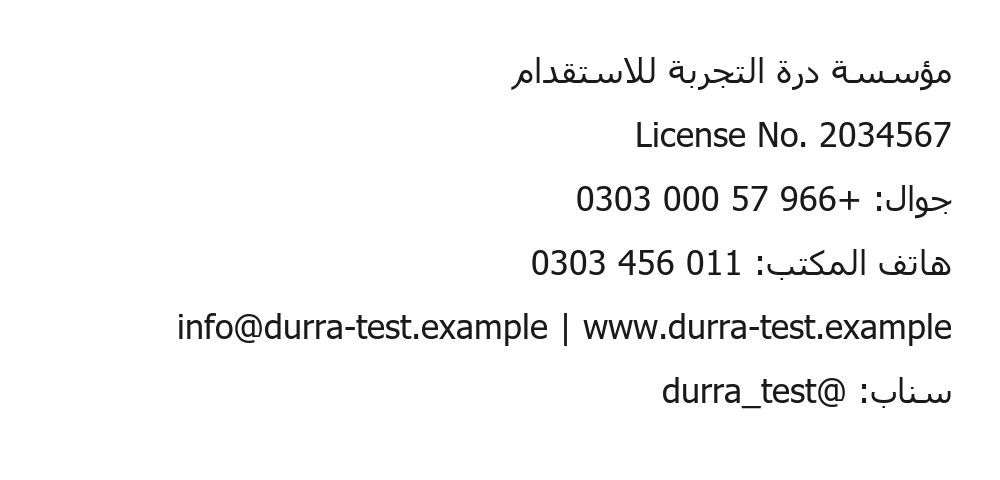 مؤسسة درة التجربة للاستقدام
License No. 2034567
جوال: +966 57 000 0303
هاتف المكتب: 011 456 0303
info@durra-test.example | www.durra-test.example
سناب: @durra_test